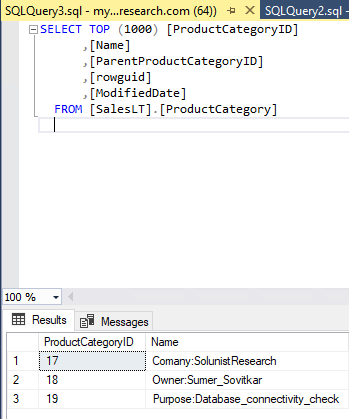 SQLQuery3.sql - my...research.com (64))
SQLQuery2.sql -
SELECT TOP (1000) [ProductCategoryID]
,[Name]
,[ParentProductCategoryID]
,[rowguid]
,[ModifiedDate]
FROM [SalesLT].[ProductCategory]
100 %
Results Messages
ProductCategoryID Name
1 17 Comany:SolunistResearch
2 18 Owner:Sumer_Sovitkar
3 19 Purpose:Database_connectivity_check